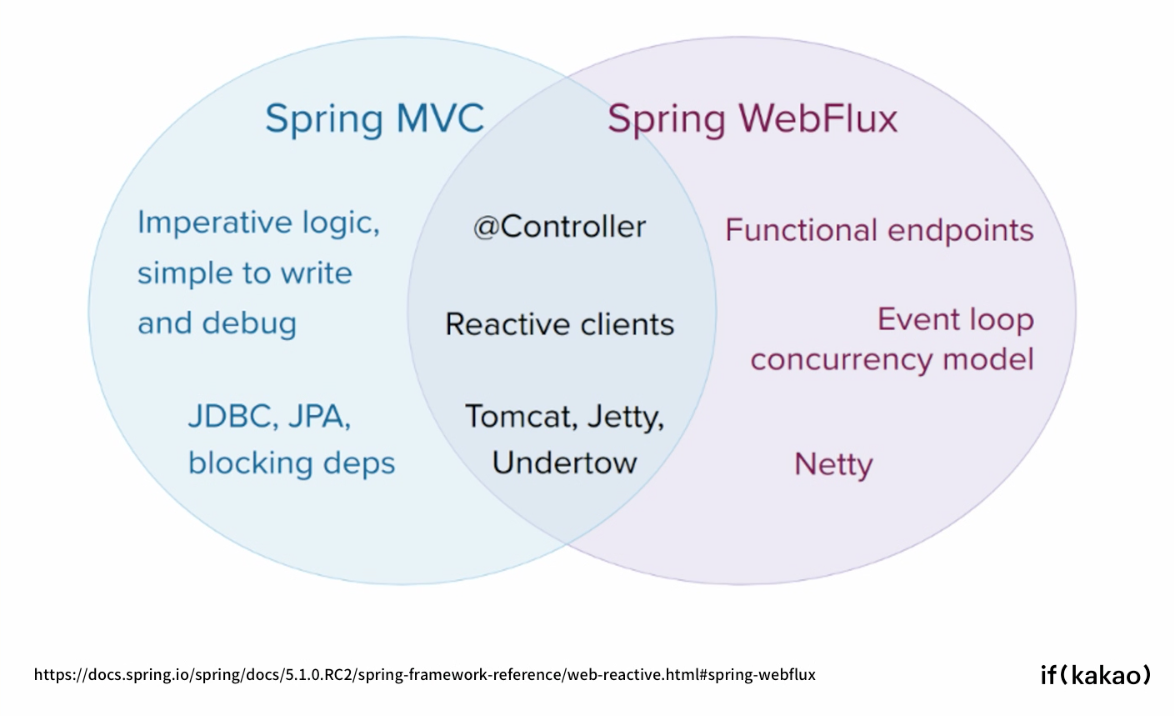 Spring MVC
Spring WebFlux
Imperative logic,
simple to write
and debug
JDBC, JPA,
blocking deps
@Controller
Reactive clients
Tomcat, Jetty,
Undertow
Functional endpoints
Event loop
concurrency model
Netty
https://docs.spring.io/spring/docs/5.1.0.RC2/spring-framework-reference/web-reactive.html#spring-webflux
if(kakao)